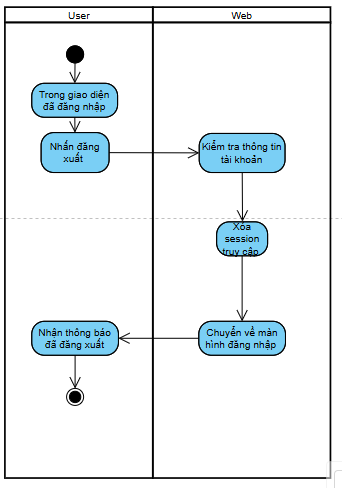 User
Web
Trong giao diện
đã đăng nhập
Nhấn đăng
xuất
Kiểm tra thông tin
tài khoản
Xóa
session
truy cập
Chuyển về màn
hình đăng nhập
Nhận thông báo
đã đăng xuất